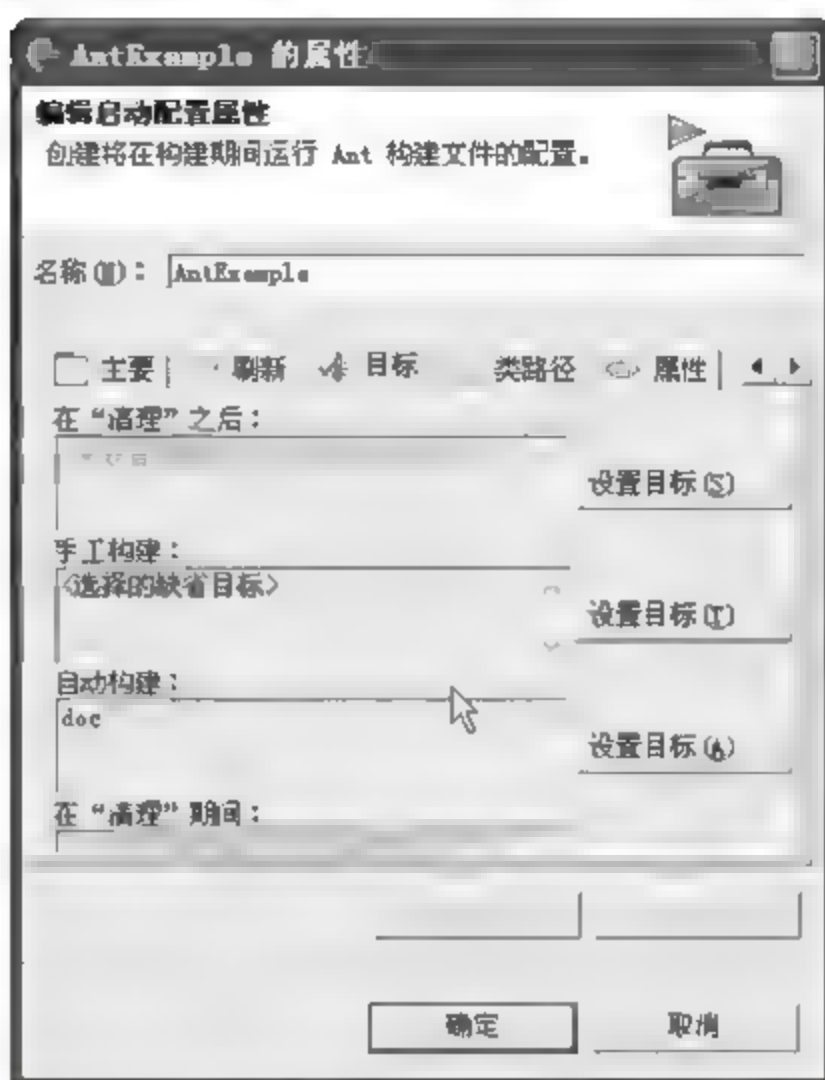 AntExample 的属性
编辑启动配置属性
创建将在构建期间运行 Ant 构建文件的配置。
名称(M): AntExample
主要 刷新 目标 类路径 属性
在“清理”之后:
设置目标(S)
手工构建:
<选择的缺省目标>
设置目标(T)
自动构建:
doc
设置目标(A)
在“清理”期间:
确定 取消